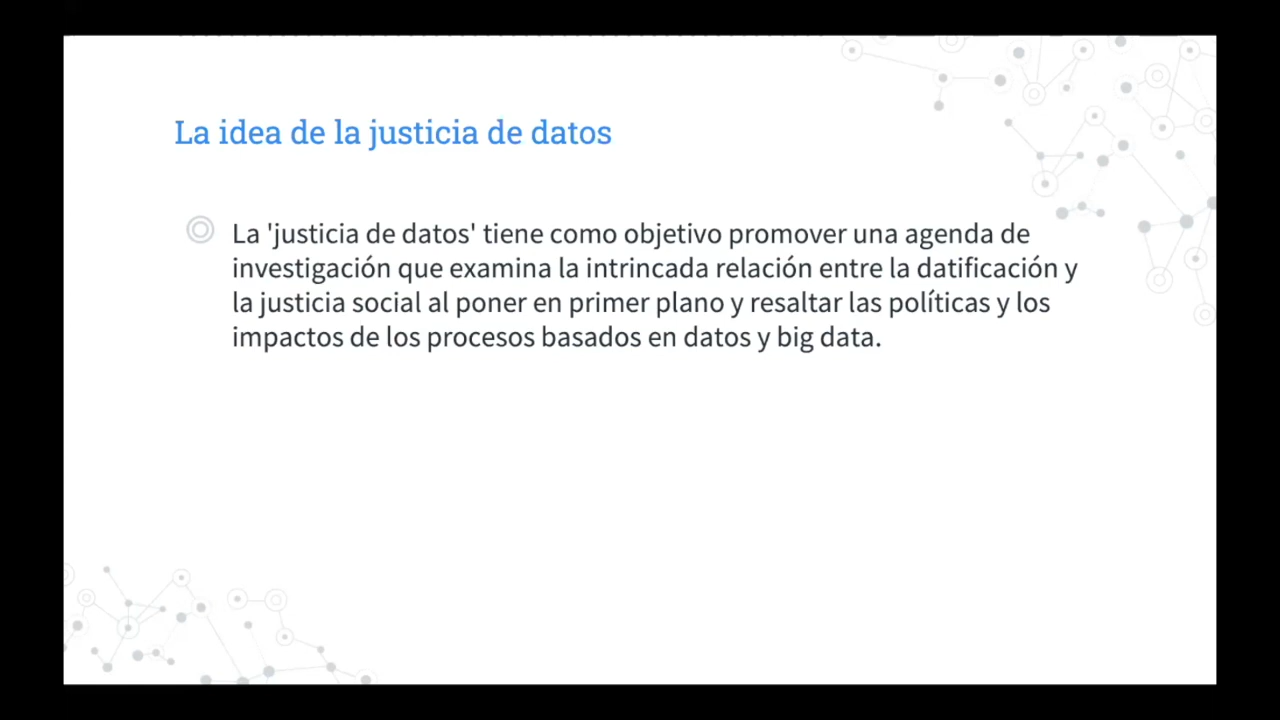 La idea de la justicia de datos
La 'justicia de datos' tiene como objetivo promover una agenda de
investigación que examina la intrincada relación entre la datificación y
la justicia social al poner en primer plano y resaltar las políticas y los
impactos de los procesos basados en datos y big data.